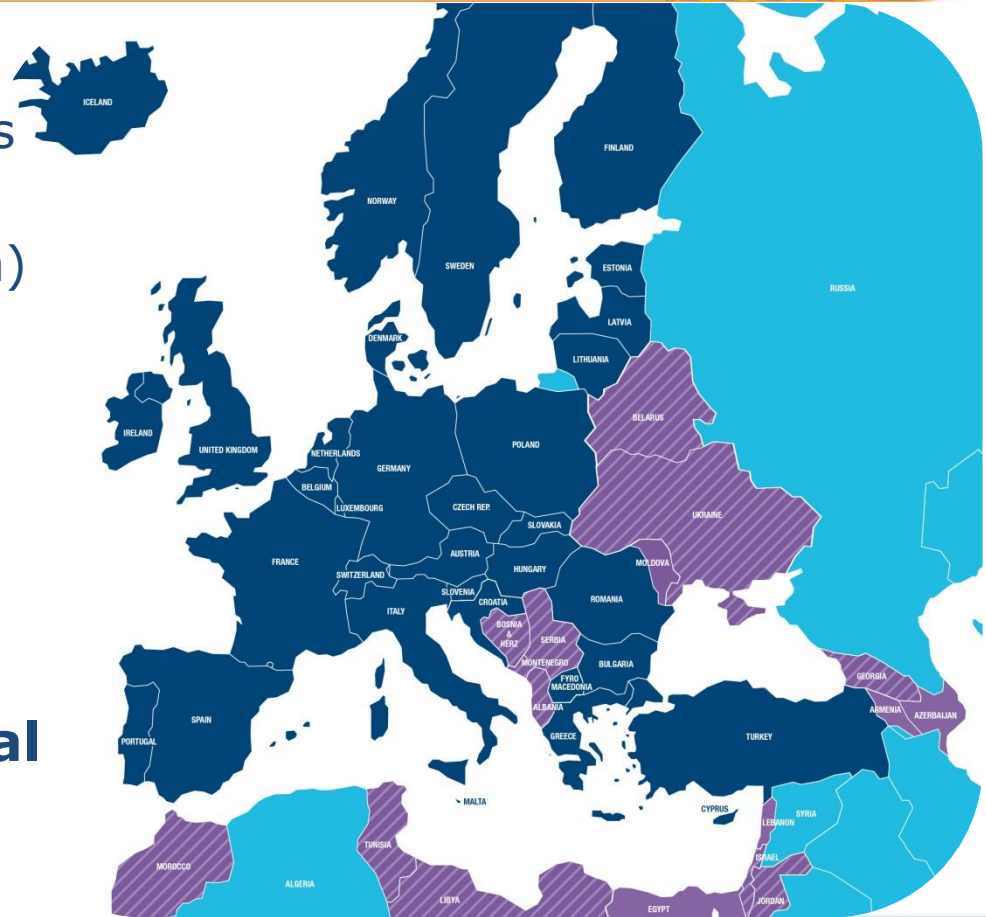 ICELAND
s
FINLAND
NORWAY
a)
SWEDEN
ESTONIA
RUSSIA
LATVIA
DENMARK
LITHUANIA
BELARUS
IRELAND
UNITED KINGDOM
NETHERLANDS
POLAND
GERMANY
BELGIUM
LUXEMBOURG
CZECH REP.
UKRAINE
SLOVAKIA
AUSTRIA
FRANCE
MOLDOVA
HUNGARY
SWITZERLAND
SLOVENIA
ROMANIA
CROATIA
ITALY
BOSNIA
&
HERZ
SERBIA
MONTENEGRO
BULGARIA
GEORGIA
FYRO
MACEDONIA
ALBANIA
ARMENIA
AZERBAIJAN
SPAIN
GREECE
TURKEY
PORTUGAL
al
MALTA
CYPRUS
SYRIA
LEBANON
TUNISIA
ISRAEL
MOROCCO
ALGERIA
LIBYA
JORDAN
EGYPT